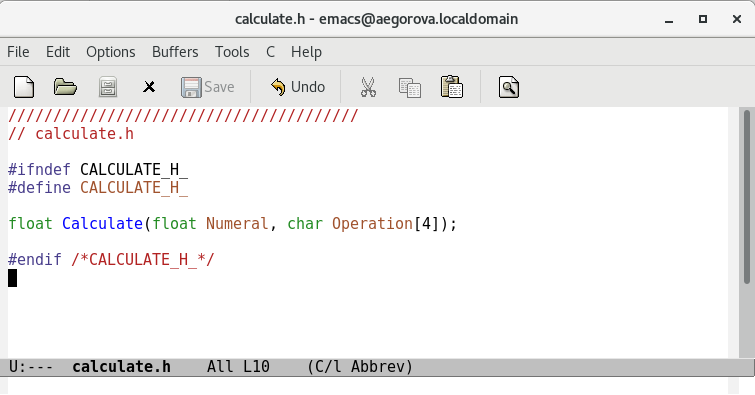 calculate.h - emacs@aegorova.localdomain
File Edit Options Buffers Tools C Help
Save Undo
///////////////////////////////////////
// calculate.h
#ifndef CALCULATE_H_
#define CALCULATE_H_
float Calculate(float Numeral, char Operation[4]);
#endif /*CALCULATE_H_*/
U:--- calculate.h All L10 (C/l Abbrev)